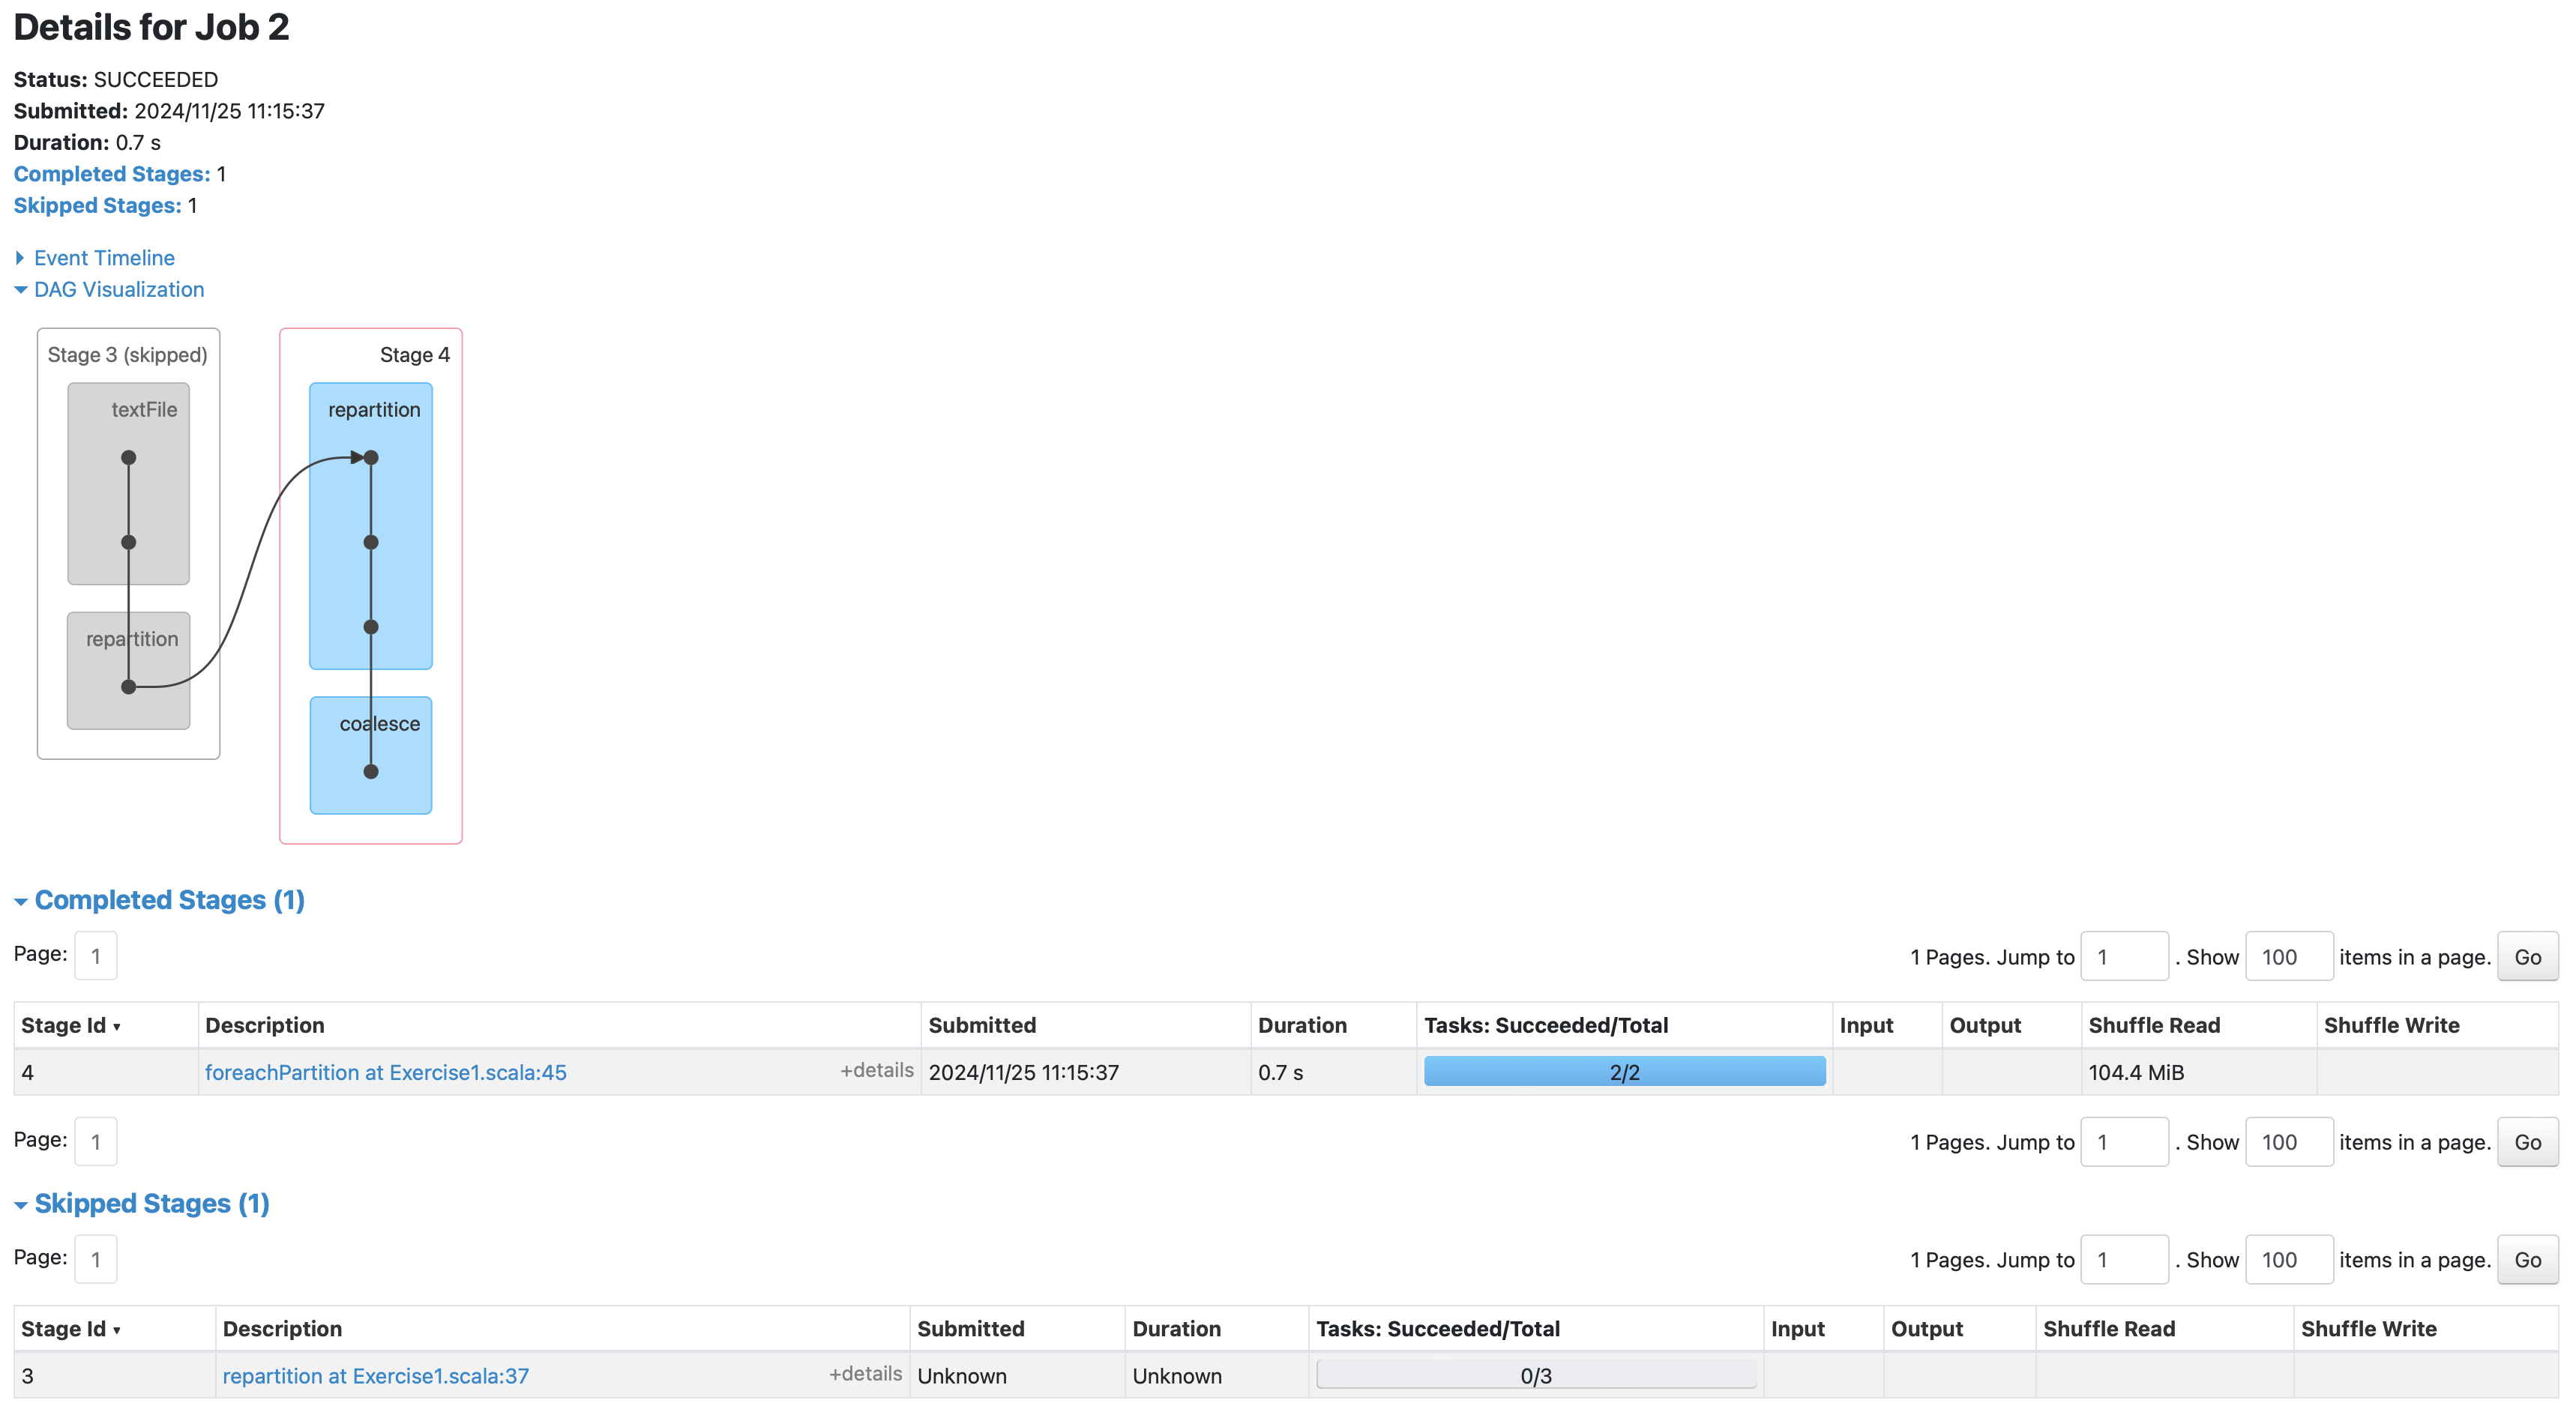 Details for Job 2
Status: SUCCEEDED
Submitted: 2024/11/25 11:15:37
Duration: 0.7 s
Completed Stages: 1
Skipped Stages: 1
Event Timeline
DAG Visualization
Stage 3 (skipped)
textFile
repartition
Stage 4
repartition
coalesce
Completed Stages (1)
Page: 1 1 Pages. Jump to 1 . Show 100 items in a page. Go
Stage Id ▾ Description Submitted Duration Tasks: Succeeded/Total Input Output Shuffle Read Shuffle Write
4 foreachPartition at Exercise1.scala:45 +details 2024/11/25 11:15:37 0.7 s 2/2 104.4 MiB
Page: 1 1 Pages. Jump to 1 . Show 100 items in a page. Go
Skipped Stages (1)
Page: 1 1 Pages. Jump to 1 . Show 100 items in a page. Go
Stage Id ▾ Description Submitted Duration Tasks: Succeeded/Total Input Output Shuffle Read Shuffle Write
3 repartition at Exercise1.scala:37 +details Unknown Unknown 0/3